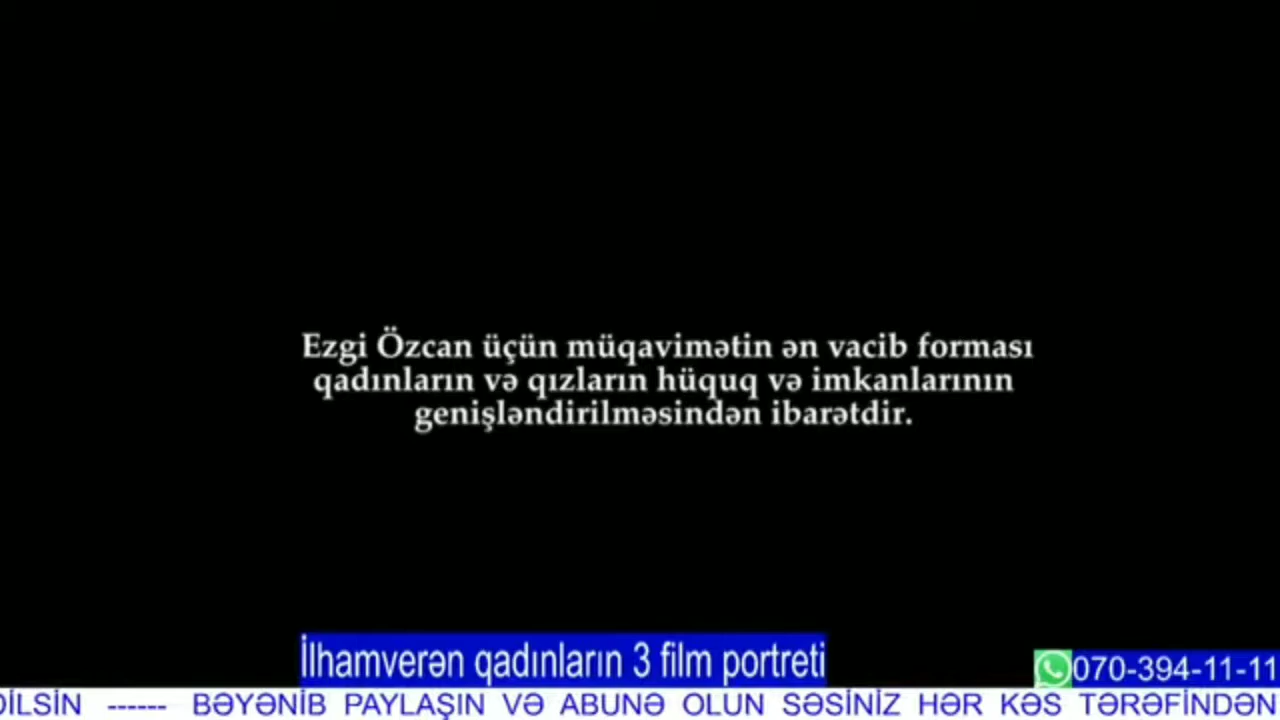 Ezgi Özcan üçün müqavimətin ən vacib forması
qadınların və qızların hüquq və imkanlarının
genişləndirilməsindən ibarətdir.
İlhamverən qadınların 3 film portreti
070-394-11-11
------ BƏYƏNİB PAYLAŞIN VƏ ABUNƏ OLUN SƏSİNİZ HƏR KƏS TƏRƏFİNDƏN